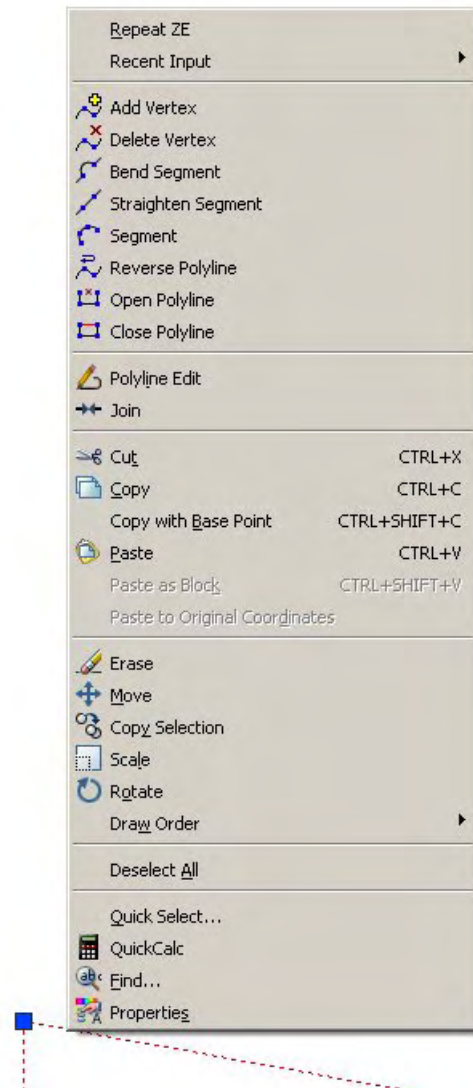 Repeat ZE
Recent Input
Add Vertex
Delete Vertex
Bend Segment
Straighten Segment
Segment
Reverse Polyline
Open Polyline
Close Polyline
Polyline Edit
Join
Cut CTRL+X
Copy CTRL+C
Copy with Base Point CTRL+SHIFT+C
Paste CTRL+V
Paste as Block CTRL+SHIFT+V
Paste to Original Coordinates
Erase
Move
Copy Selection
Scale
Rotate
Draw Order
Deselect All
Quick Select...
QuickCalc
Find...
Properties